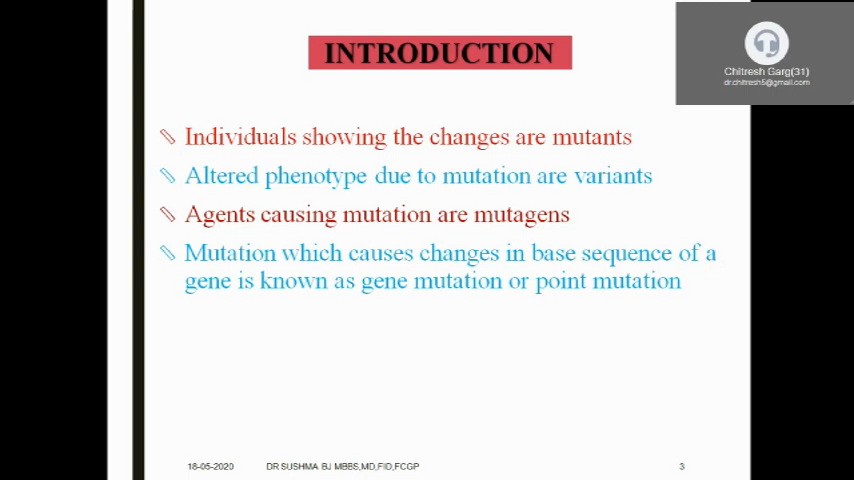 INTRODUCTION
Chitresh Garg(31)
dr.chitresh5@gmail.com
Individuals showing the changes are mutants
Altered phenotype due to mutation are variants
Agents causing mutation are mutagens
Mutation which causes changes in base sequence of a
gene is known as gene mutation or point mutation
18-05-2020 DR SUSHMA BJ MBBS,MD,FID,FCGP 3